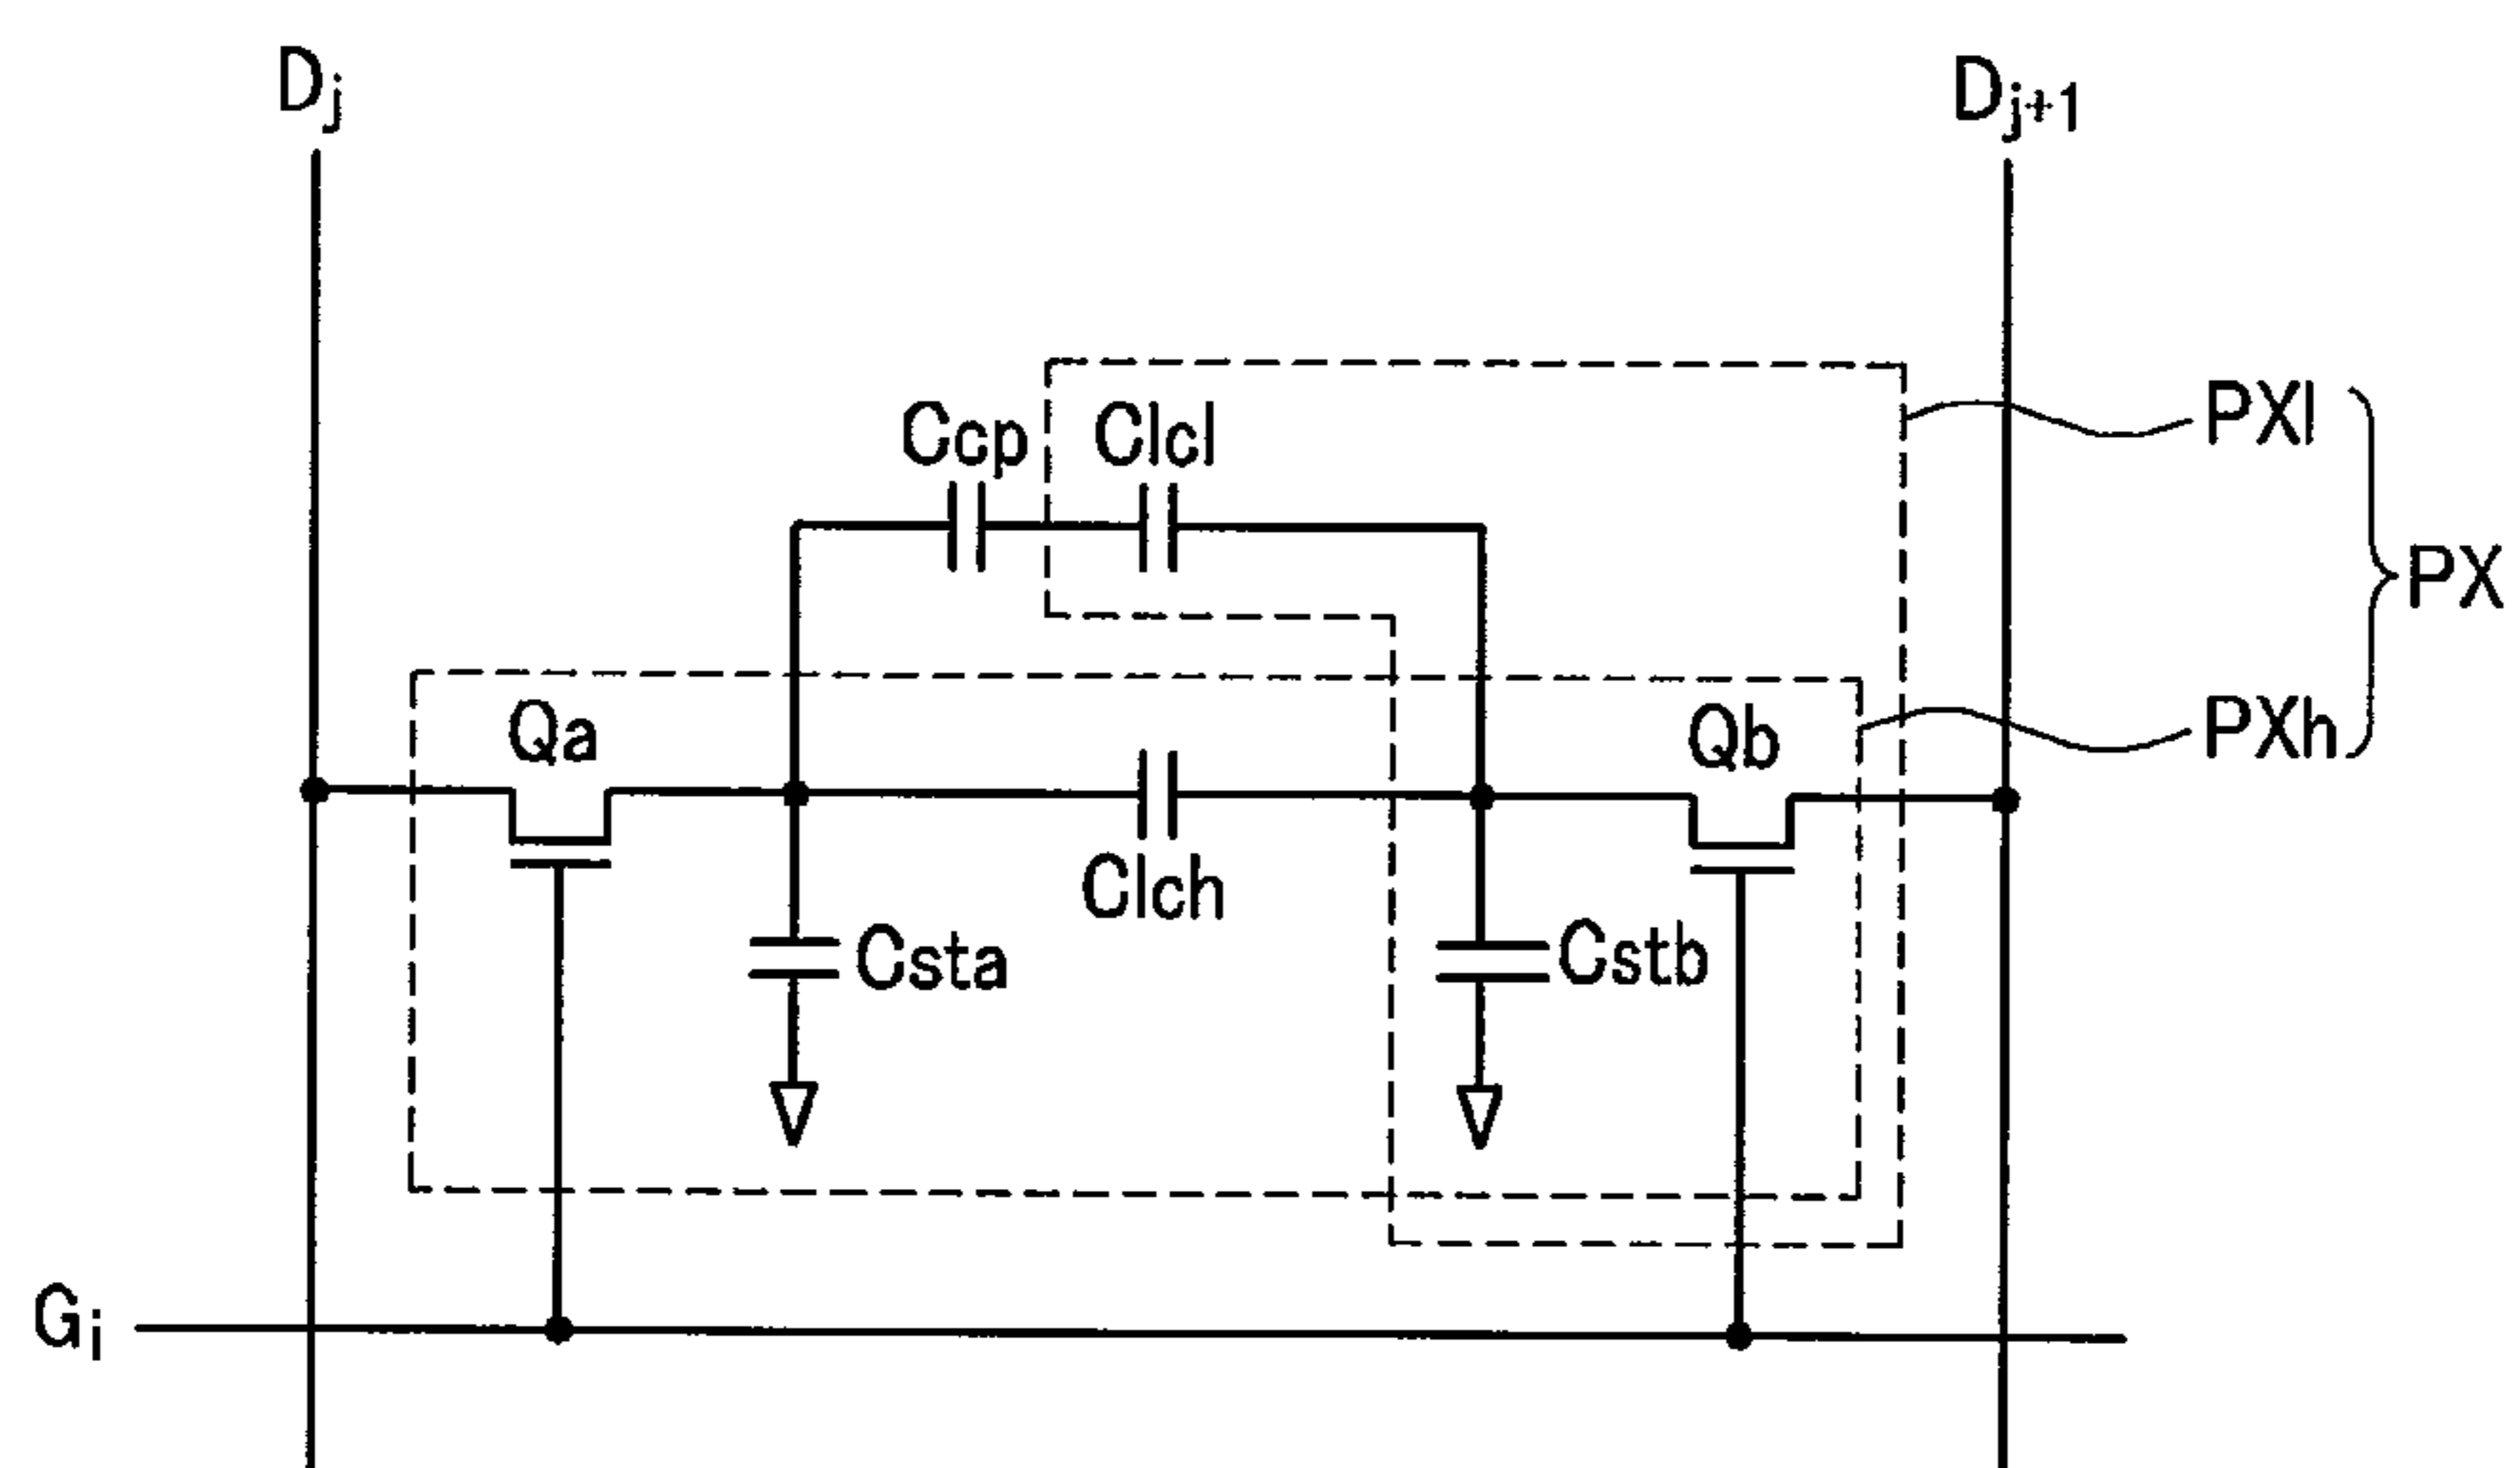 Dj
Dj+1
PXl
Ccp
Clcl
PX
Qa
Qb
PXh
Clch
Csta
Cstb
Gi